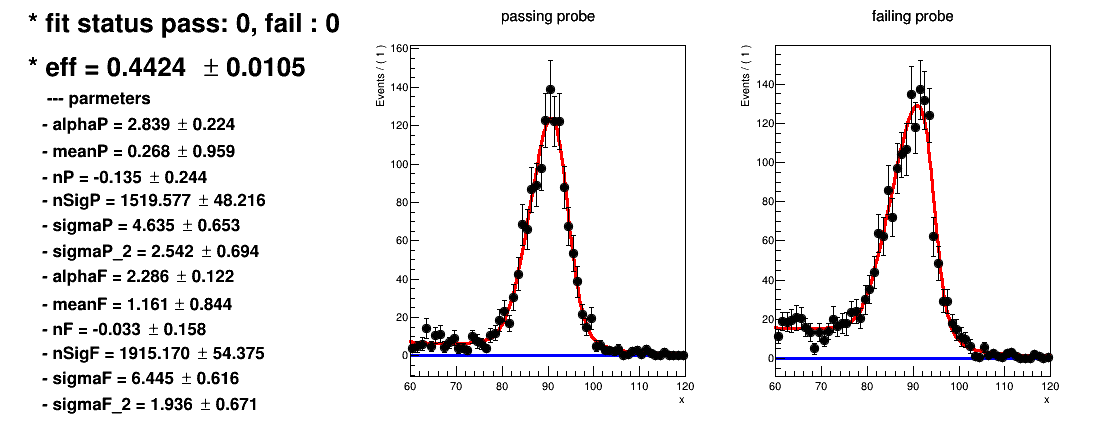 * fit status pass: 0, fail : 0
* eff = 0.4424 ± 0.0105
--- parmeters
- alphaP = 2.839 ± 0.224
- meanP = 0.268 ± 0.959
- nP = -0.135 ± 0.244
- nSigP = 1519.577 ± 48.216
- sigmaP = 4.635 ± 0.653
- sigmaP_2 = 2.542 ± 0.694
- alphaF = 2.286 ± 0.122
- meanF = 1.161 ± 0.844
- nF = -0.033 ± 0.158
- nSigF = 1915.170 ± 54.375
- sigmaF = 6.445 ± 0.616
- sigmaF_2 = 1.936 ± 0.671
passing probe
Events / ( 1 )
160
140
120
100
80
60
40
20
0
60 70 80 90 100 110 120
x
failing probe
Events / ( 1 )
140
120
100
80
60
40
20
0
60 70 80 90 100 110 120
x